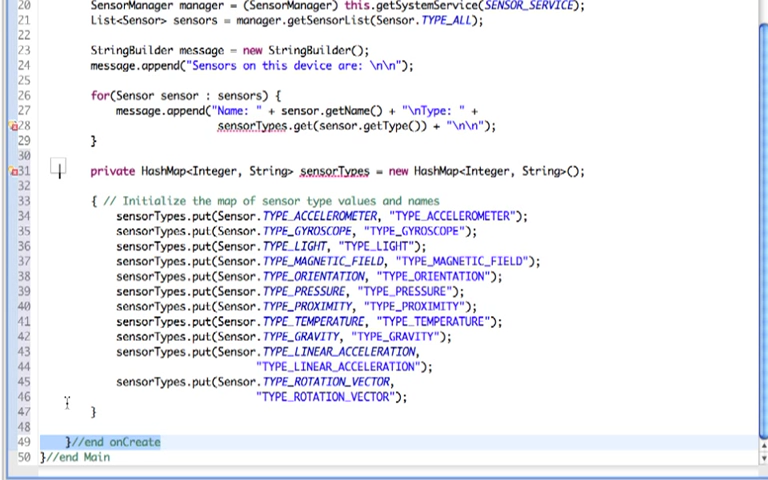 20 SensorManager manager = (SensorManager) this.getSystemService(SENSOR_SERVICE);
21 List<Sensor> sensors = manager.getSensorList(Sensor.TYPE_ALL);
22
23 StringBuilder message = new StringBuilder();
24 message.append("Sensors on this device are: \n\n");
25
26 for(Sensor sensor : sensors) {
27 message.append("Name: " + sensor.getName() + "\nType: " +
28 sensorTypes.get(sensor.getType()) + "\n\n");
29 }
30
31 private HashMap<Integer, String> sensorTypes = new HashMap<Integer, String>();
32
33 { // Initialize the map of sensor type values and names
34 sensorTypes.put(Sensor.TYPE_ACCELEROMETER, "TYPE_ACCELEROMETER");
35 sensorTypes.put(Sensor.TYPE_GYROSCOPE, "TYPE_GYROSCOPE");
36 sensorTypes.put(Sensor.TYPE_LIGHT, "TYPE_LIGHT");
37 sensorTypes.put(Sensor.TYPE_MAGNETIC_FIELD, "TYPE_MAGNETIC_FIELD");
38 sensorTypes.put(Sensor.TYPE_ORIENTATION, "TYPE_ORIENTATION");
39 sensorTypes.put(Sensor.TYPE_PRESSURE, "TYPE_PRESSURE");
40 sensorTypes.put(Sensor.TYPE_PROXIMITY, "TYPE_PROXIMITY");
41 sensorTypes.put(Sensor.TYPE_TEMPERATURE, "TYPE_TEMPERATURE");
42 sensorTypes.put(Sensor.TYPE_GRAVITY, "TYPE_GRAVITY");
43 sensorTypes.put(Sensor.TYPE_LINEAR_ACCELERATION,
44 "TYPE_LINEAR_ACCELERATION");
45 sensorTypes.put(Sensor.TYPE_ROTATION_VECTOR,
46 "TYPE_ROTATION_VECTOR");
47 }
48
49 }//end onCreate
50 }//end Main